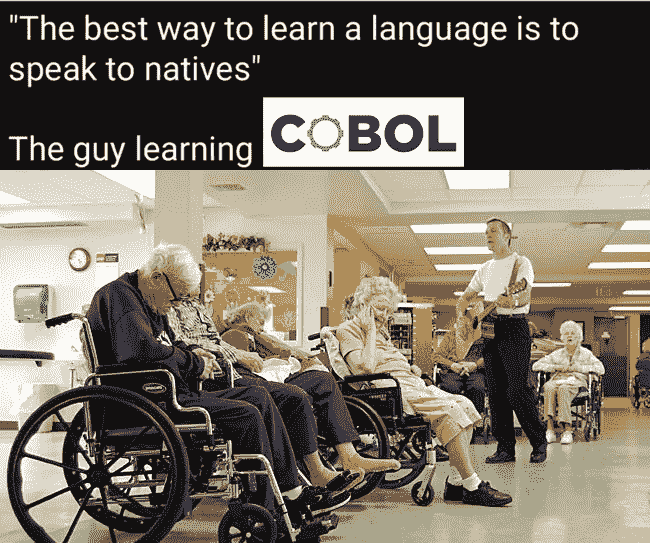 "The best way to learn a language is to
speak to natives"
The guy learning COBOL